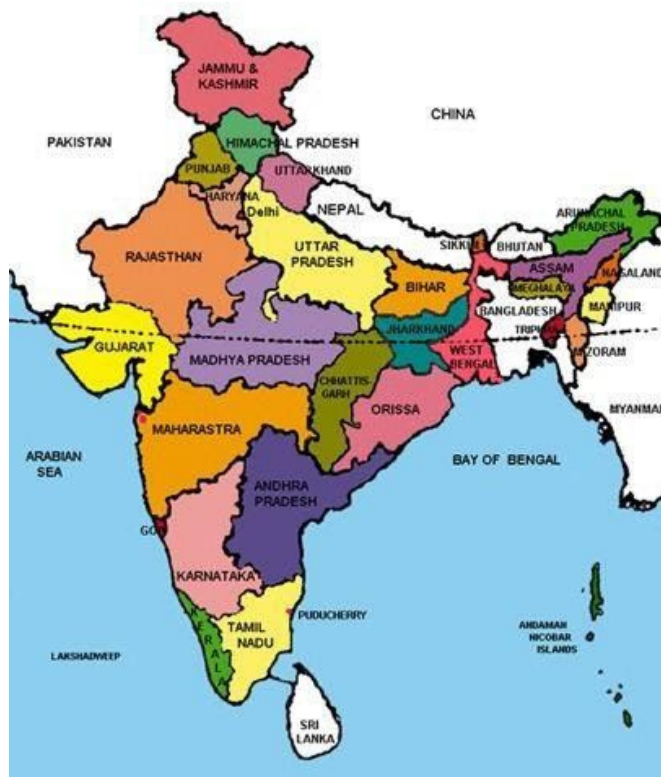 JAMMU &
KASHMIR
CHINA
PAKISTAN
HIMACHAL PRADESH
PUNJAB
UTTARKHAND
HARYANA
Delhi
NEPAL
ARUNACHAL
PRADESH
SIKKIM
BHUTAN
RAJASTHAN
UTTAR
PRADESH
ASSAM
NAGALAND
BIHAR
MEGHALAYA
BANGLADESH
MANIPUR
JHARKHAND
TRIPURA
GUJARAT
MADHYA PRADESH
WEST
BENGAL
MIZORAM
CHHATTIS-
GARH
ORISSA
MYANMAR
MAHARASTRA
ARABIAN
SEA
BAY OF BENGAL
ANDHRA
PRADESH
GOA
KARNATAKA
PUDUCHERRY
KERALA
TAMIL
NADU
ANDAMAN
NICOBAR
ISLANDS
LAKSHADWEEP
SRI
LANKA